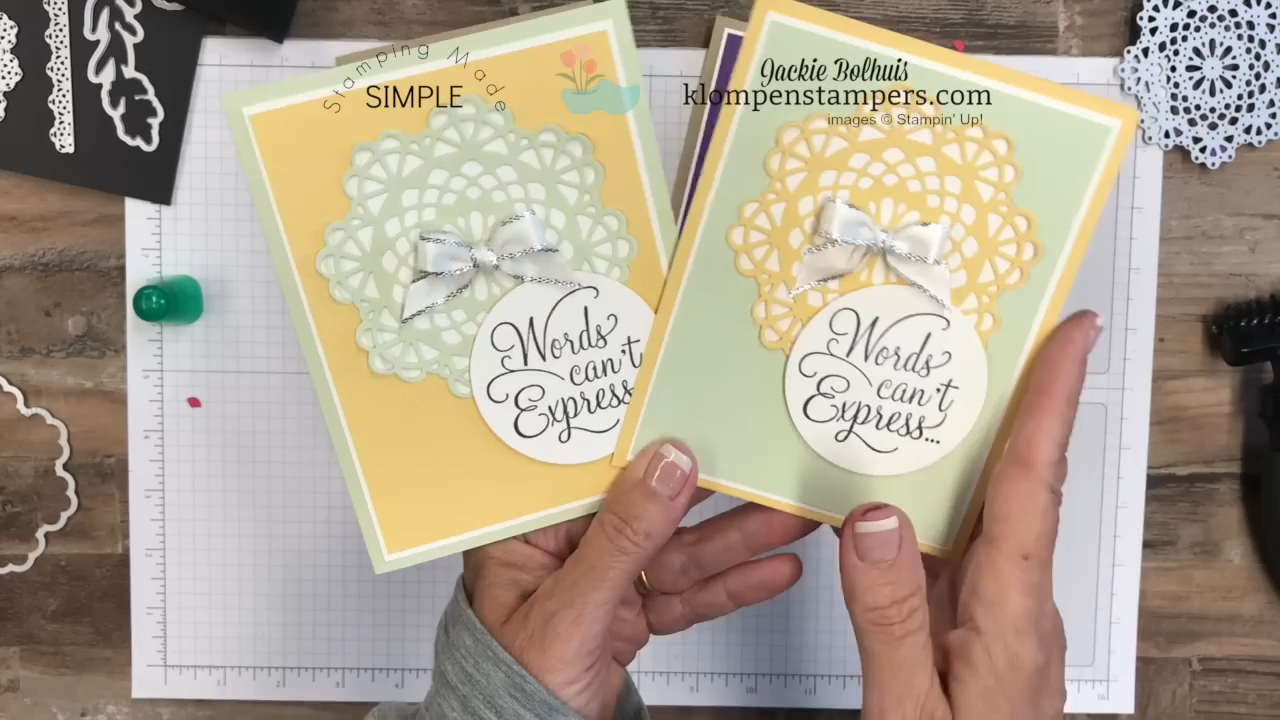 Stamping Made
SIMPLE
Jackie Bolhuis
klompenstampers.com
images © Stampin' Up!
Words
can't
Express
Words
can't
Express...